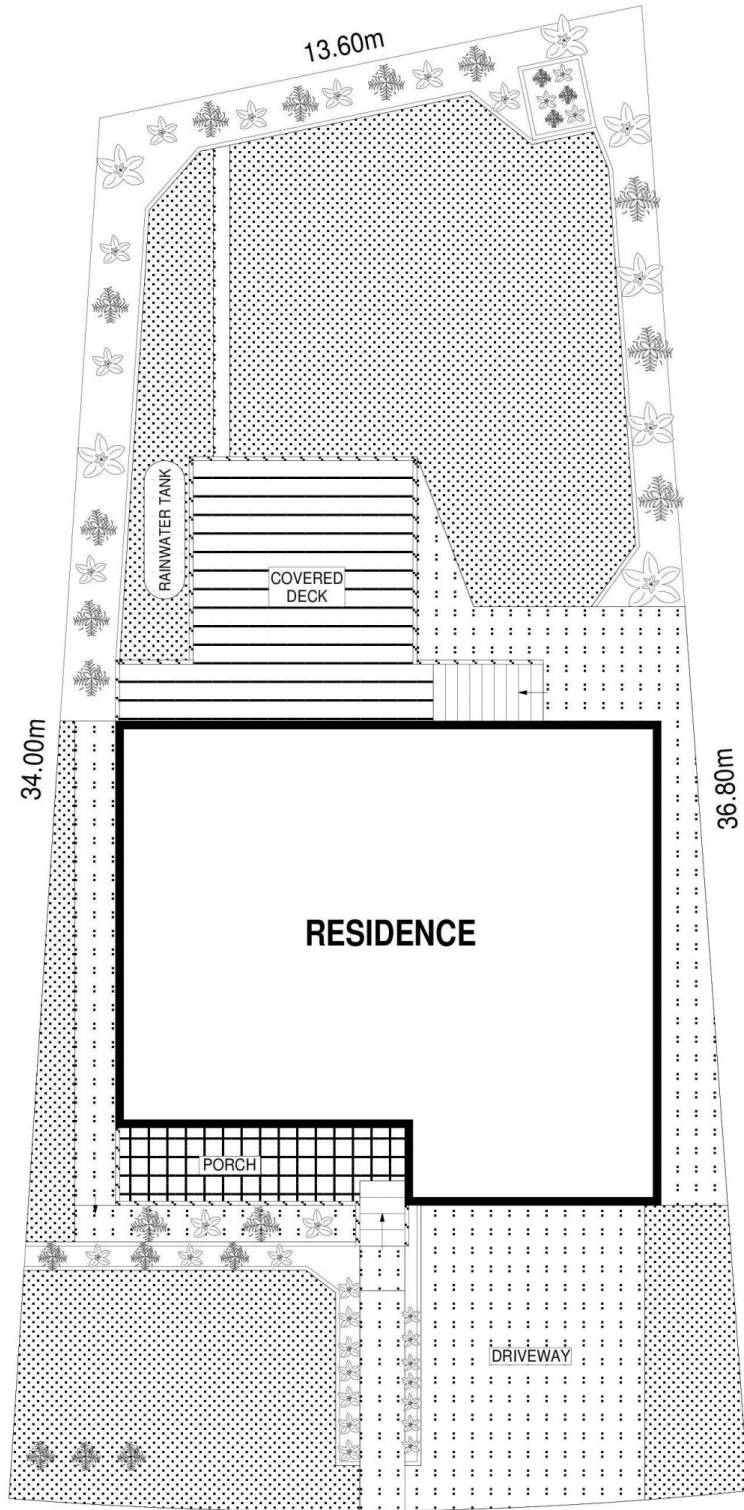 13.60m
RAINWATER TANK
COVERED
DECK
34.00m
36.80m
RESIDENCE
PORCH
DRIVEWAY